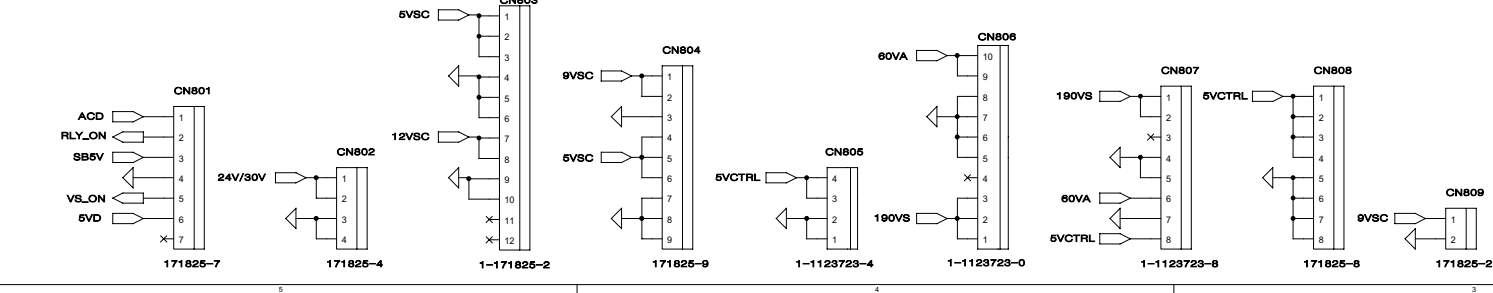 CN801
ACD 1
RLY_ON 2
SB5V 3
4
VS_ON 5
5VD 6
7
171825-7
CN802
24V/30V 1
2
3
4
171825-4
CN803
5VSC 1
2
3
4
5
6
12VSC 7
8
9
10
11
12
1-171825-2
CN804
9VSC 1
2
3
4
5VSC 5
6
7
8
9
171825-9
CN805
5VCTRL 4
3
2
1
1-1123723-4
CN806
60VA 10
9
8
7
6
5
4
3
190VS 2
1
1-1123723-0
CN807
190VS 1
2
3
4
5
60VA 6
7
5VCTRL 8
1-1123723-8
CN808
5VCTRL 1
2
3
4
5
6
7
8
171825-8
CN809
9VSC 1
2
171825-2
5
4
3